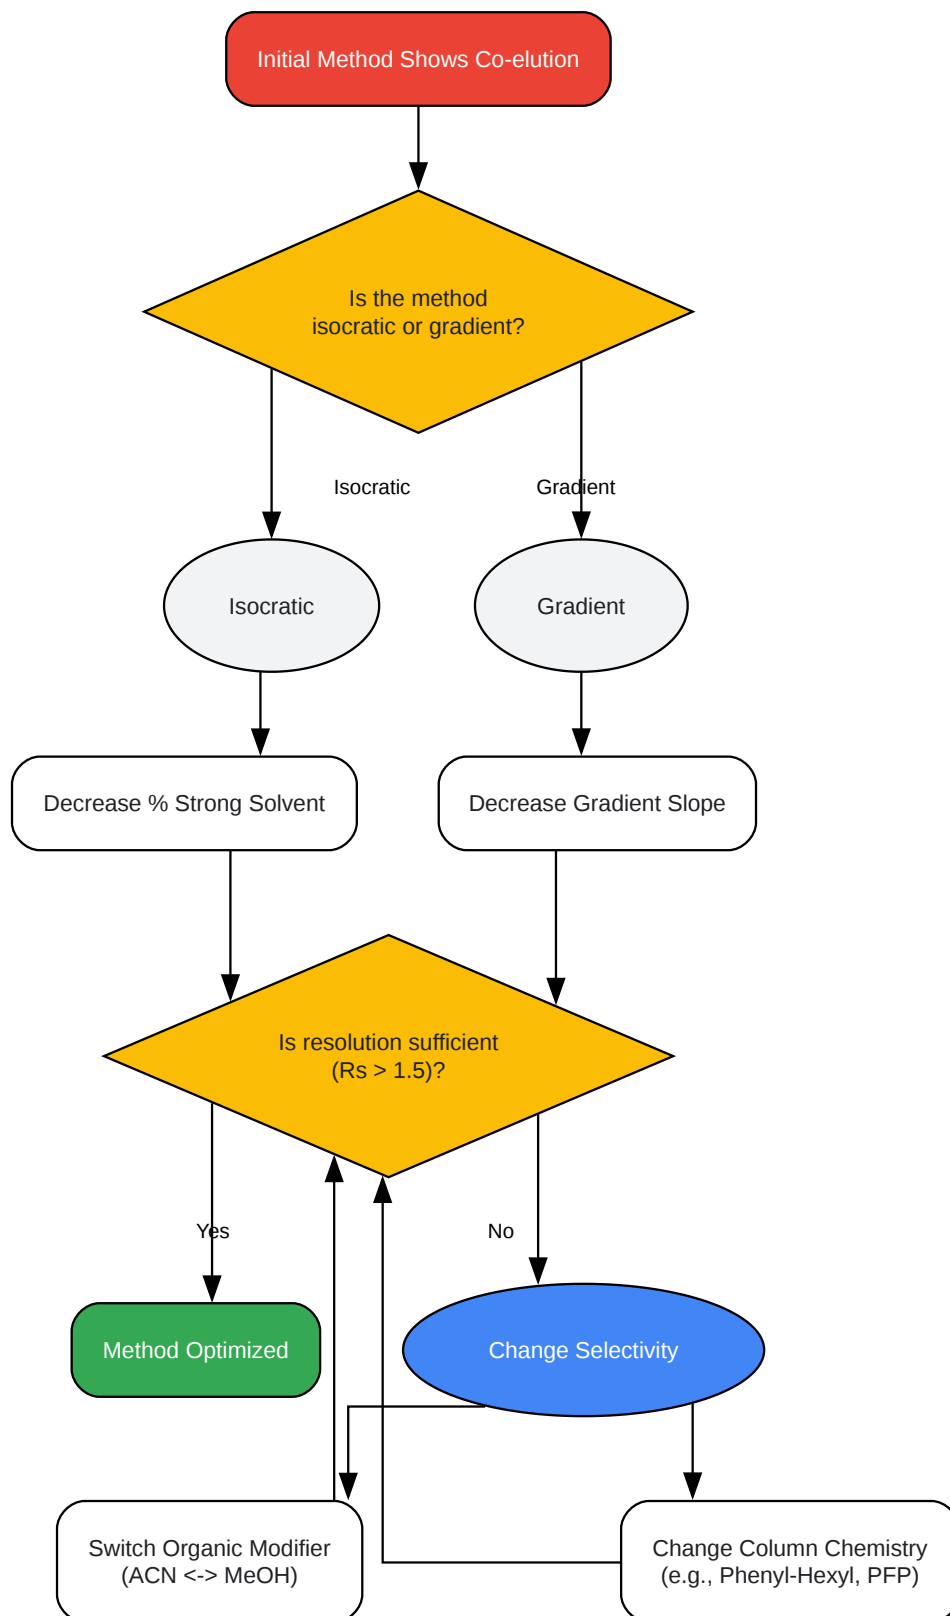 Initial Method Shows Co-elution
Is the method
isocratic or gradient?
Isocratic
Gradient
Isocratic
Gradient
Decrease % Strong Solvent
Decrease Gradient Slope
Is resolution sufficient
(Rs > 1.5)?
Yes
No
Method Optimized
Change Selectivity
Switch Organic Modifier
(ACN <-> MeOH)
Change Column Chemistry
(e.g., Phenyl-Hexyl, PFP)